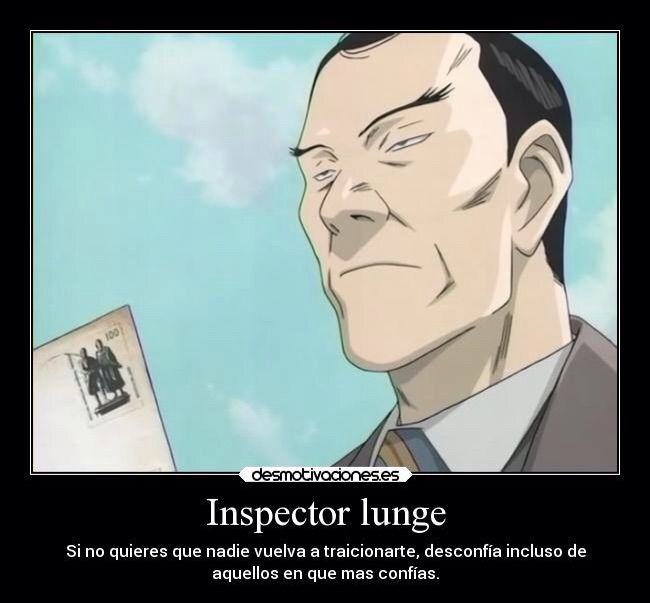 100
desmotivaciones.es
Inspector lunge
Si no quieres que nadie vuelva a traicionarte, desconfía incluso de
aquellos en que mas confías.